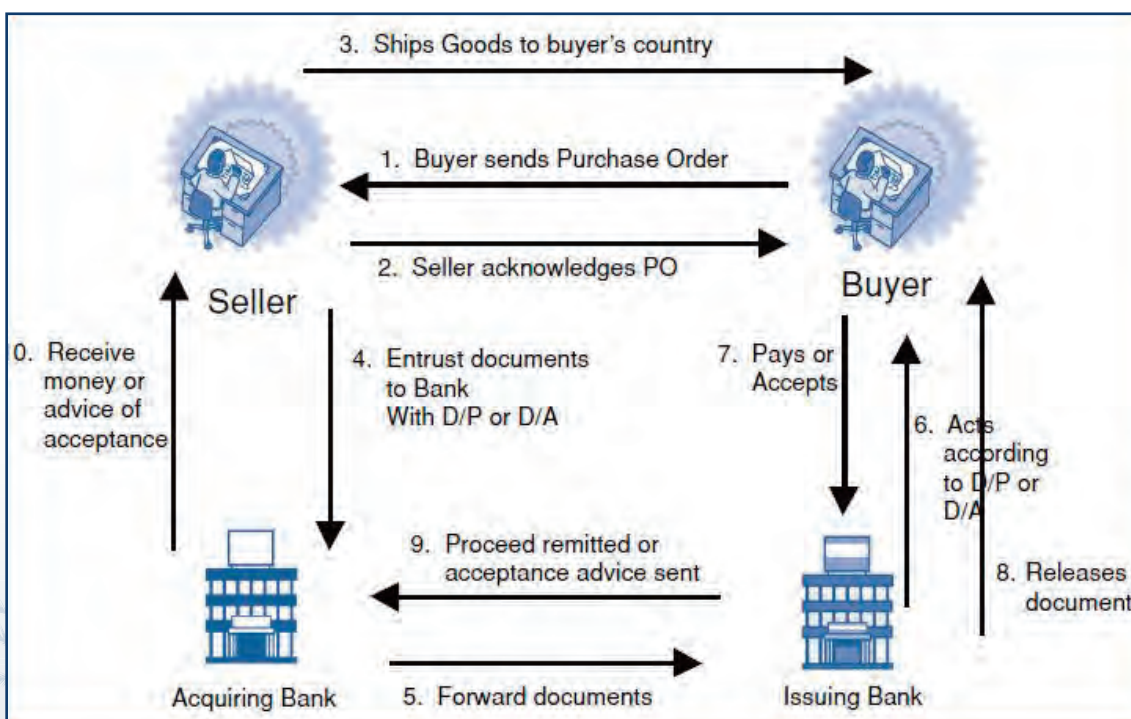 3. Ships Goods to buyer's country
1. Buyer sends Purchase Order
2. Seller acknowledges PO
Seller
Buyer
0. Receive
money or
advice of
acceptance
4. Entrust documents
to Bank
With D/P or D/A
7. Pays or
Accepts
6. Acts
according
to D/P or
D/A
9. Proceed remitted or
acceptance advice sent
8. Releases
document
5. Forward documents
Acquiring Bank
Issuing Bank